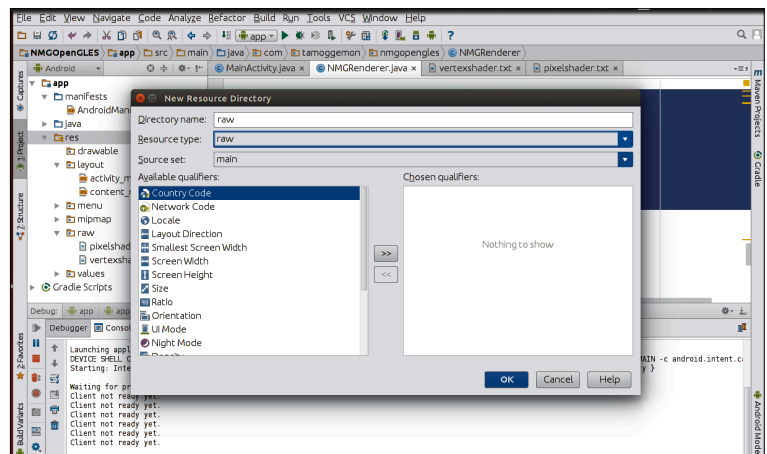 File Edit View Navigate Code Analyze Refactor Build Run Tools VCS Window Help
app
?
NMGOpenGLES app src main java com tamoggemon nmgopengles NMGRenderer
Android
MainActivity.java × NMGRenderer.java × vertexshader.txt × pixelshader.txt ×
Captures
1: Project
2: Structure
2: Favorites
Build Variants
app
manifests
AndroidMani
java
res
drawable
layout
activity_m
content_
menu
mipmap
raw
pixelshad
vertexsha
values
Gradle Scripts
New Resource Directory
Directory name: raw
Resource type: raw
Source set: main
Available qualifiers:
Chosen qualifiers:
Country Code
Network Code
Locale
Layout Direction
Smallest Screen Width
Screen Width
Screen Height
Size
Ratio
Orientation
UI Mode
Night Mode
Density
>>
<<
Nothing to show
OK Cancel Help
Maven Projects
Gradle
Android Mode
Debug: app app
Debugger Consol
Launching appl
DEVICE SHELL C
MAIN -c android.intent.ca
Starting: Inte
y }
Waiting for pr
Client not ready yet.
Client not ready yet.
Client not ready yet.
Client not ready yet.
Client not ready yet.
Client not ready yet.